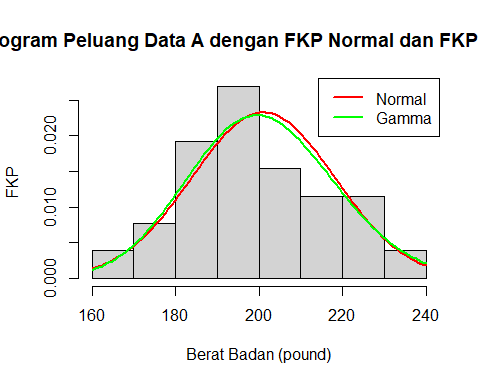 ogram Peluang Data A dengan FKP Normal dan FKP
Normal
Gamma
FKP
0.020
0.010
0.000
160 180 200 220 240
Berat Badan (pound)